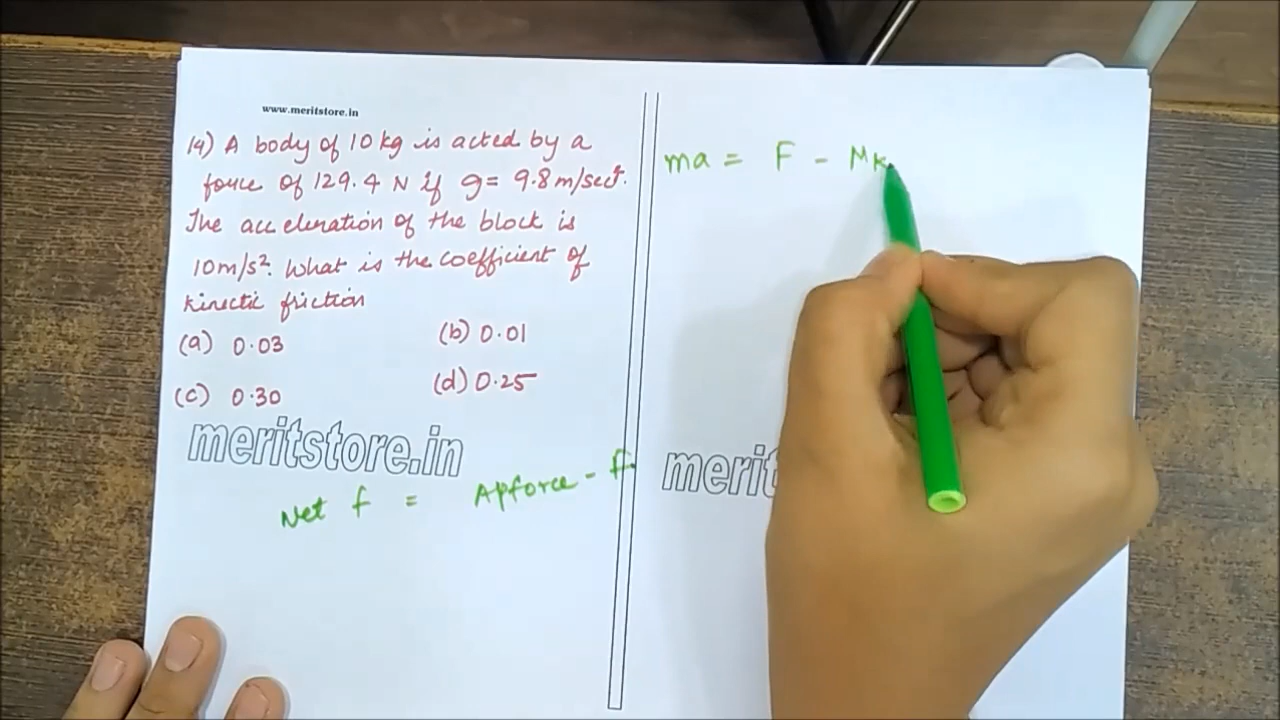 www.meritstore.in
14) A body of 10 kg is acted by a
force of 129.4 N if g = 9.8 m/sec².
The acceleration of the block is
10 m/s². What is the coefficient of
kinetic friction
(a) 0.03 (b) 0.01
(c) 0.30 (d) 0.25
meritstore.in
Net f = Apforce - F
ma = F - Mk
merit